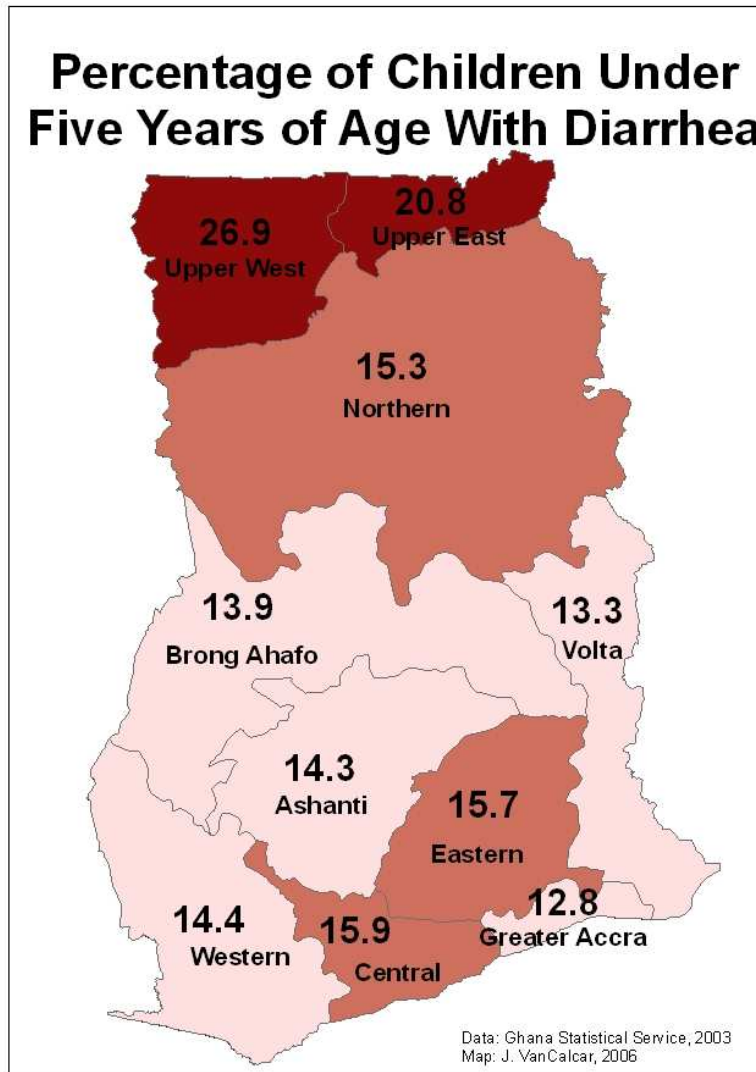 Percentage of Children Under
Five Years of Age With Diarrhea
26.9
Upper West
20.8
Upper East
15.3
Northern
13.9
Brong Ahafo
13.3
Volta
14.3
Ashanti
15.7
Eastern
14.4
Western
15.9
Central
12.8
Greater Accra
Data: Ghana Statistical Service, 2003
Map: J. VanCalcar, 2006